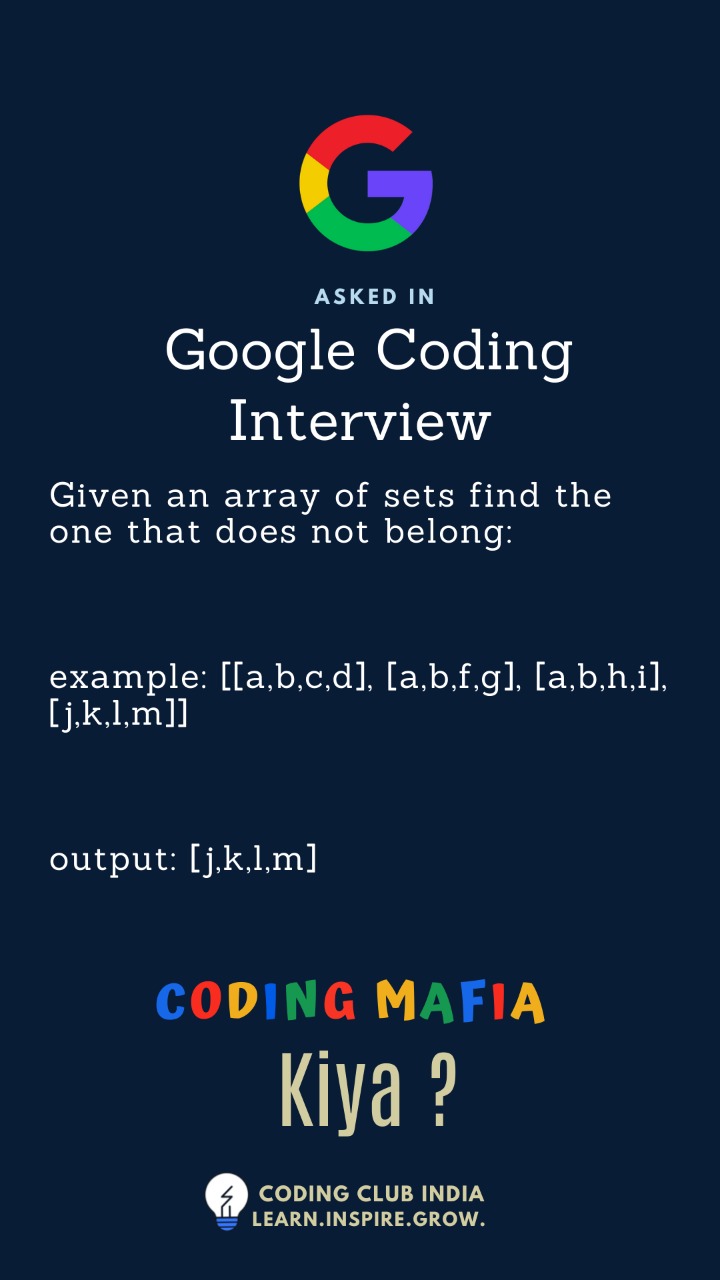 ASKED IN
Google Coding
Interview
Given an array of sets find the
one that does not belong:
example: [[a,b,c,d], [a,b,f,g], [a,b,h,i],
[j,k,l,m]]
output: [j,k,l,m]
CODING MAFIA
Kiya ?
CODING CLUB INDIA
LEARN.INSPIRE.GROW.